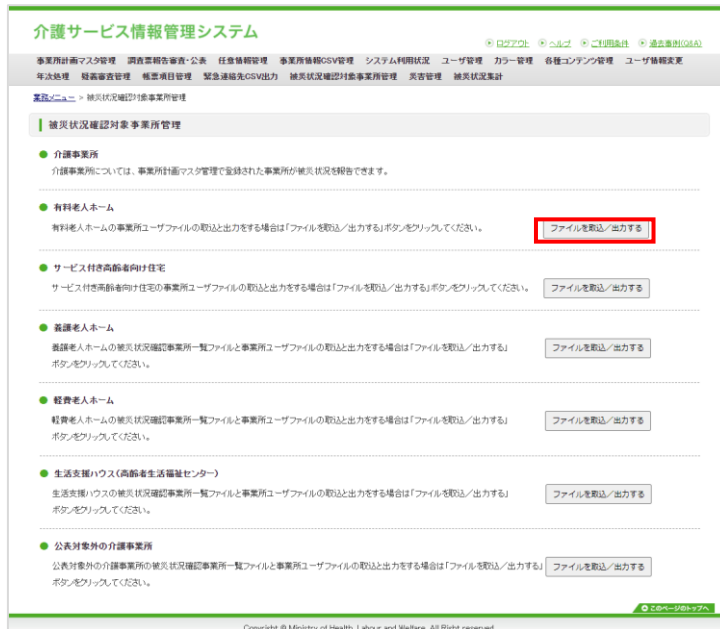 介護サービス情報管理システム
ログアウト ヘルプ ご利用条件 過去事例(Q&A)
事業所計画マスタ管理 調査票報告審査・公表 任意情報管理 事業所情報CSV管理 システム利用状況 ユーザ管理 カラー管理 各種コンテンツ管理 ユーザ情報変更
年次処理 疑義審査管理 帳票項目管理 緊急連絡先CSV出力 被災状況確認対象事業所管理 災害管理 被災状況集計
業務メニュー > 被災状況確認対象事業所管理
被災状況確認対象事業所管理
介護事業所
介護事業所については、事業所計画マスタ管理で登録された事業所が被災状況を報告できます。
有料老人ホーム
有料老人ホームの事業所ユーザファイルの取込と出力をする場合は「ファイルを取込/出力する」ボタンをクリックしてください。 ファイルを取込/出力する
サービス付き高齢者向け住宅
サービス付き高齢者向け住宅の事業所ユーザファイルの取込と出力をする場合は「ファイルを取込/出力する」ボタンをクリックしてください。 ファイルを取込/出力する
養護老人ホーム
養護老人ホームの被災状況確認事業所一覧ファイルと事業所ユーザファイルの取込と出力をする場合は「ファイルを取込/出力する」 ファイルを取込/出力する
ボタンをクリックしてください。
軽費老人ホーム
軽費老人ホームの被災状況確認事業所一覧ファイルと事業所ユーザファイルの取込と出力をする場合は「ファイルを取込/出力する」 ファイルを取込/出力する
ボタンをクリックしてください。
生活支援ハウス(高齢者生活福祉センター)
生活支援ハウスの被災状況確認事業所一覧ファイルと事業所ユーザファイルの取込と出力をする場合は「ファイルを取込/出力する」 ファイルを取込/出力する
ボタンをクリックしてください。
公表対象外の介護事業所
公表対象外の介護事業所の被災状況確認事業所一覧ファイルと事業所ユーザファイルの取込と出力をする場合は「ファイルを取込/出力する」 ファイルを取込/出力する
ボタンをクリックしてください。
このページのトップへ
Copyright © Ministry of Health, Labour and Welfare, All Right reserved